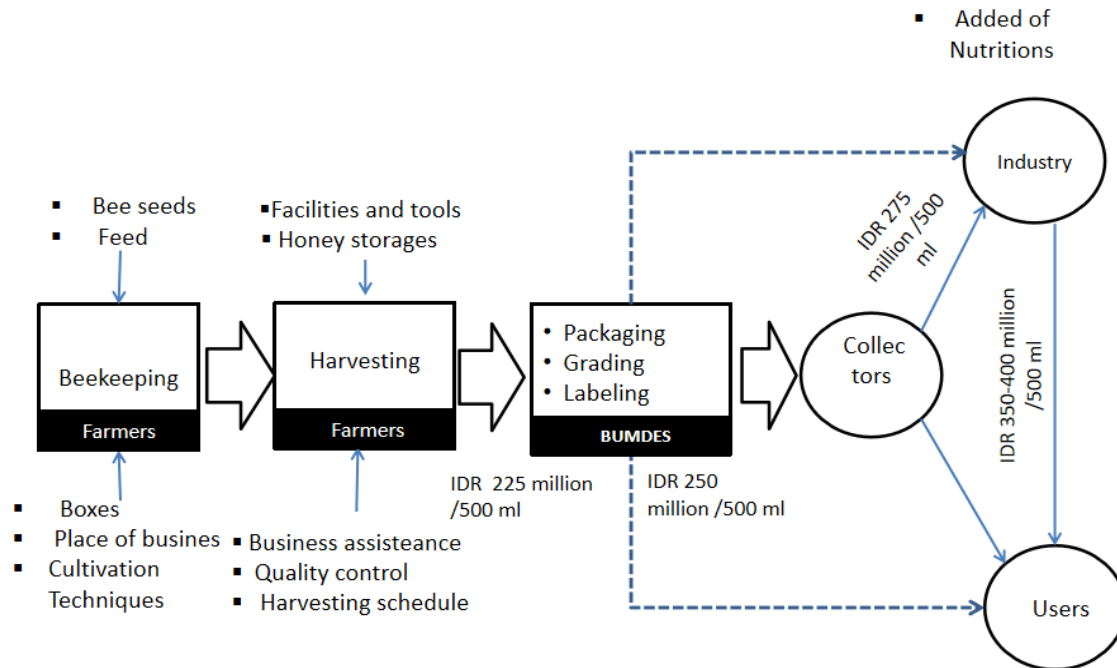 ▪ Added of
Nutritions
Industry
▪ Bee seeds
▪ Feed
▪Facilities and tools
▪ Honey storages
IDR 275
million /500
ml
Beekeeping
Farmers
Harvesting
Farmers
• Packaging
• Grading
• Labeling
BUMDES
Collec
tors
IDR 350-400 million
/500 ml
IDR 225 million
/500 ml
IDR 250
million /500 ml
▪ Boxes
▪ Place of busines
▪ Cultivation
Techniques
▪ Business assisteance
▪ Quality control
▪ Harvesting schedule
Users